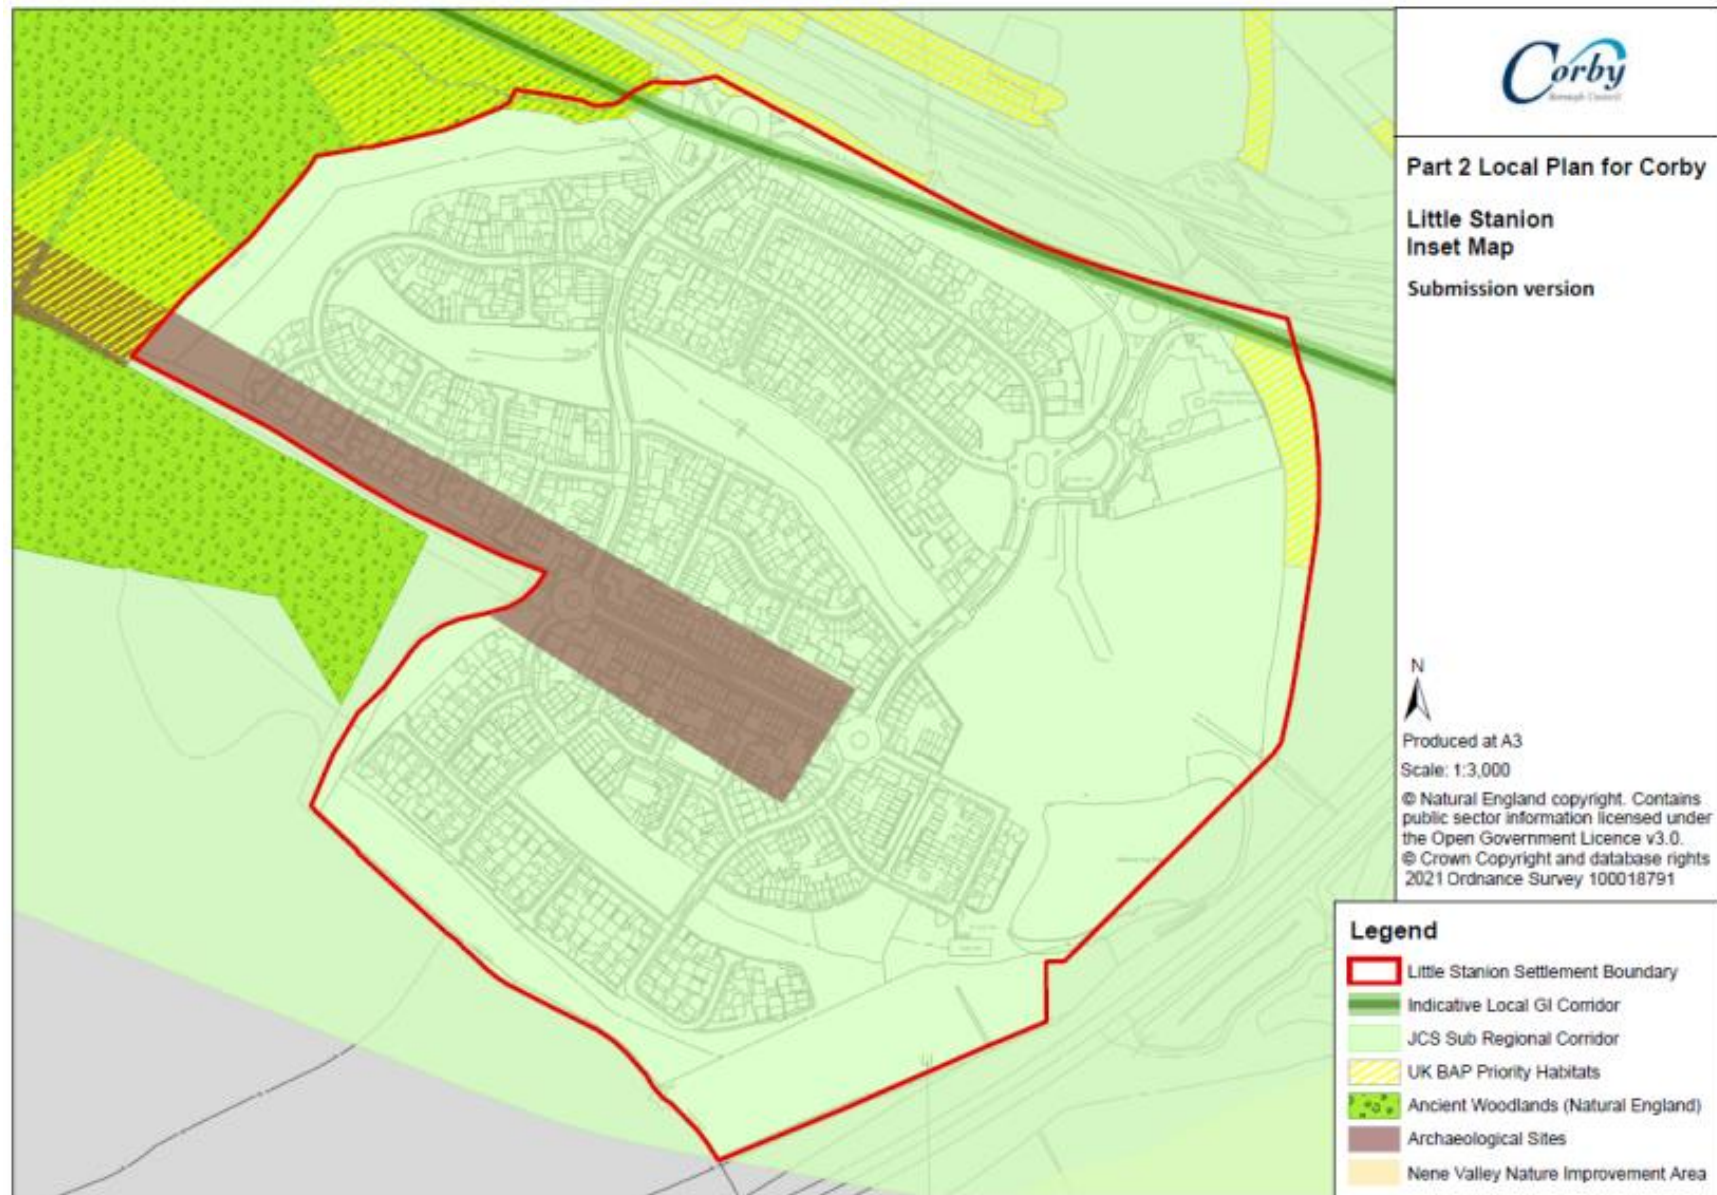 Corby
Borough Council
Part 2 Local Plan for Corby
Little Stanion
Inset Map
Submission version
N
Produced at A3
Scale: 1:3,000
© Natural England copyright. Contains
public sector information licensed under
the Open Government Licence v3.0.
© Crown Copyright and database rights
2021 Ordnance Survey 100018791
Legend
Little Stanion Settlement Boundary
Indicative Local GI Corridor
JCS Sub Regional Corridor
UK BAP Priority Habitats
Ancient Woodlands (Natural England)
Archaeological Sites
Nene Valley Nature Improvement Area